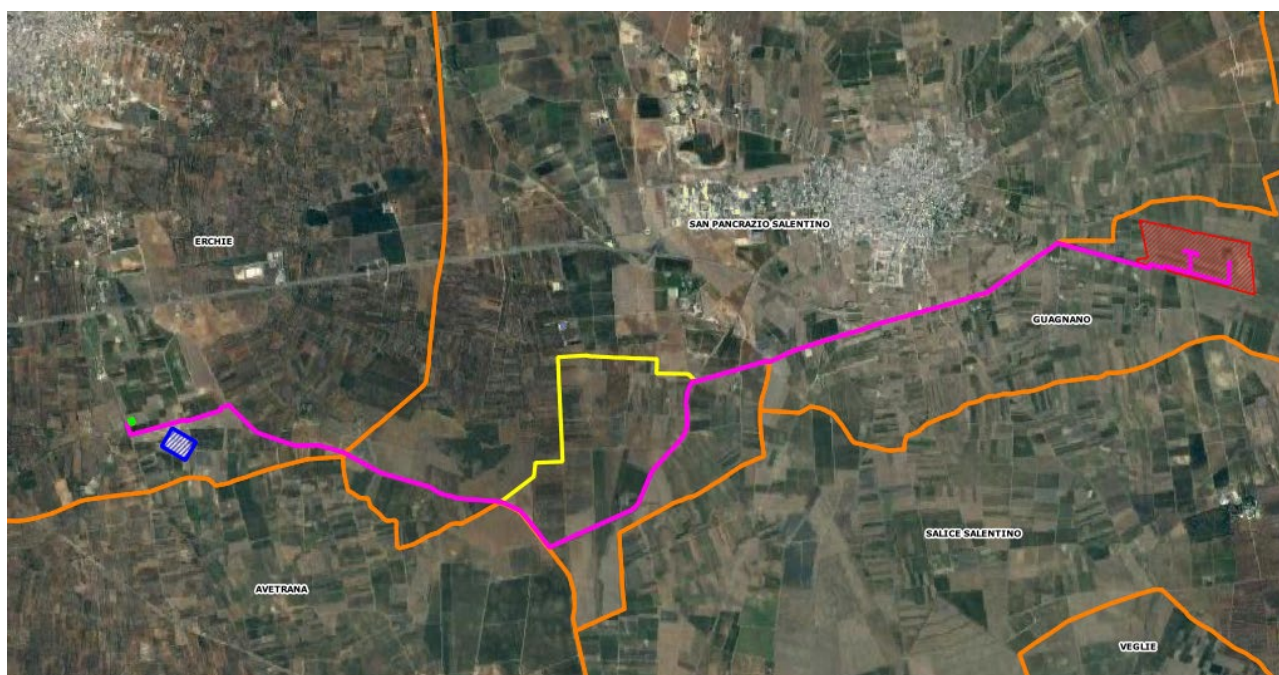 SAN PANCRAZIO SALENTINO
ERCHIE
GUAGNANO
SALICE SALENTINO
AVETRANA
VEGLIE